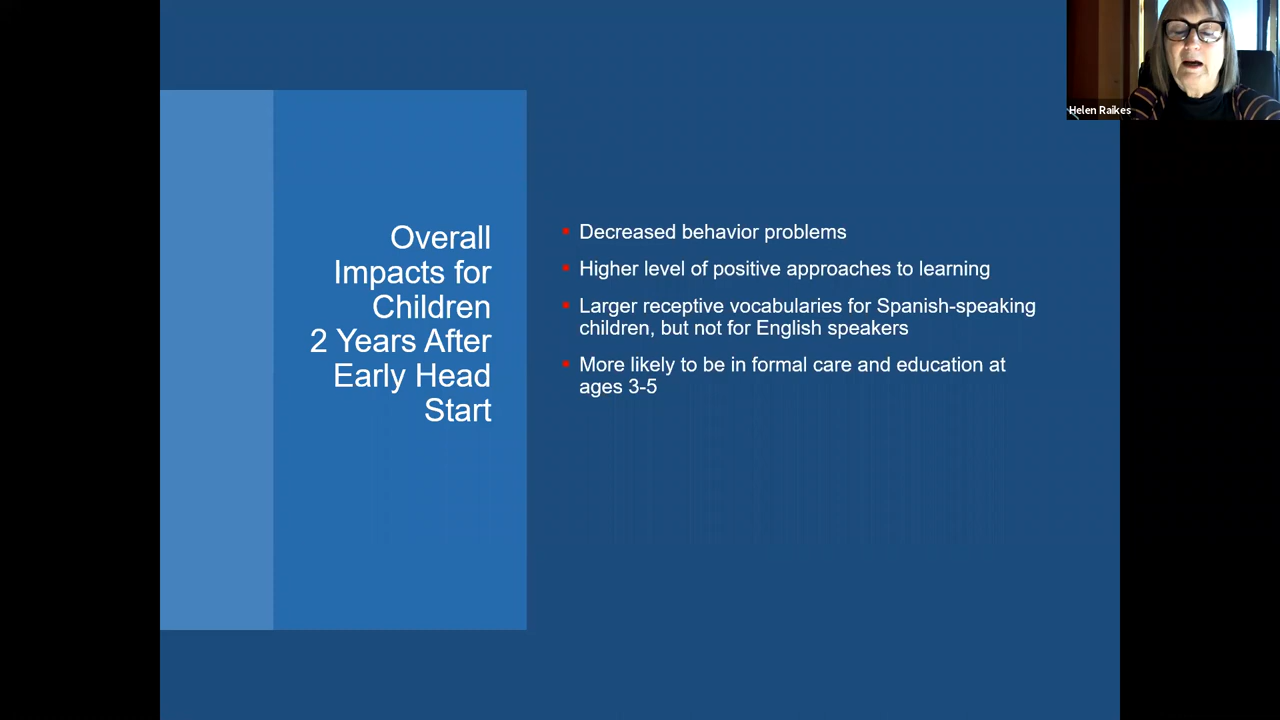 Helen Raikes
Overall
Impacts for
Children
2 Years After
Early Head
Start
Decreased behavior problems
Higher level of positive approaches to learning
Larger receptive vocabularies for Spanish-speaking
children, but not for English speakers
More likely to be in formal care and education at
ages 3-5